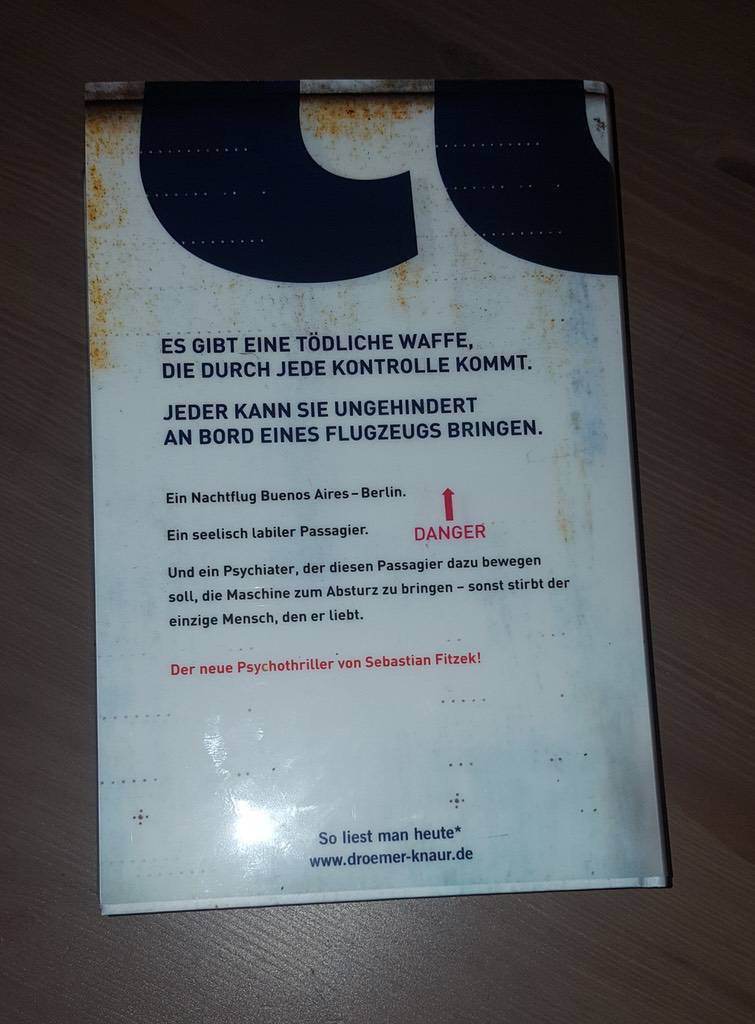 ES GIBT EINE TÖDLICHE WAFFE,
DIE DURCH JEDE KONTROLLE KOMMT.
JEDER KANN SIE UNGEHINDERT
AN BORD EINES FLUGZEUGS BRINGEN.
Ein Nachtflug Buenos Aires – Berlin.
Ein seelisch labiler Passagier.
DANGER
Und ein Psychiater, der diesen Passagier dazu bewegen
soll, die Maschine zum Absturz zu bringen – sonst stirbt der
einzige Mensch, den er liebt.
Der neue Psychothriller von Sebastian Fitzek!
So liest man heute*
www.droemer-knaur.de